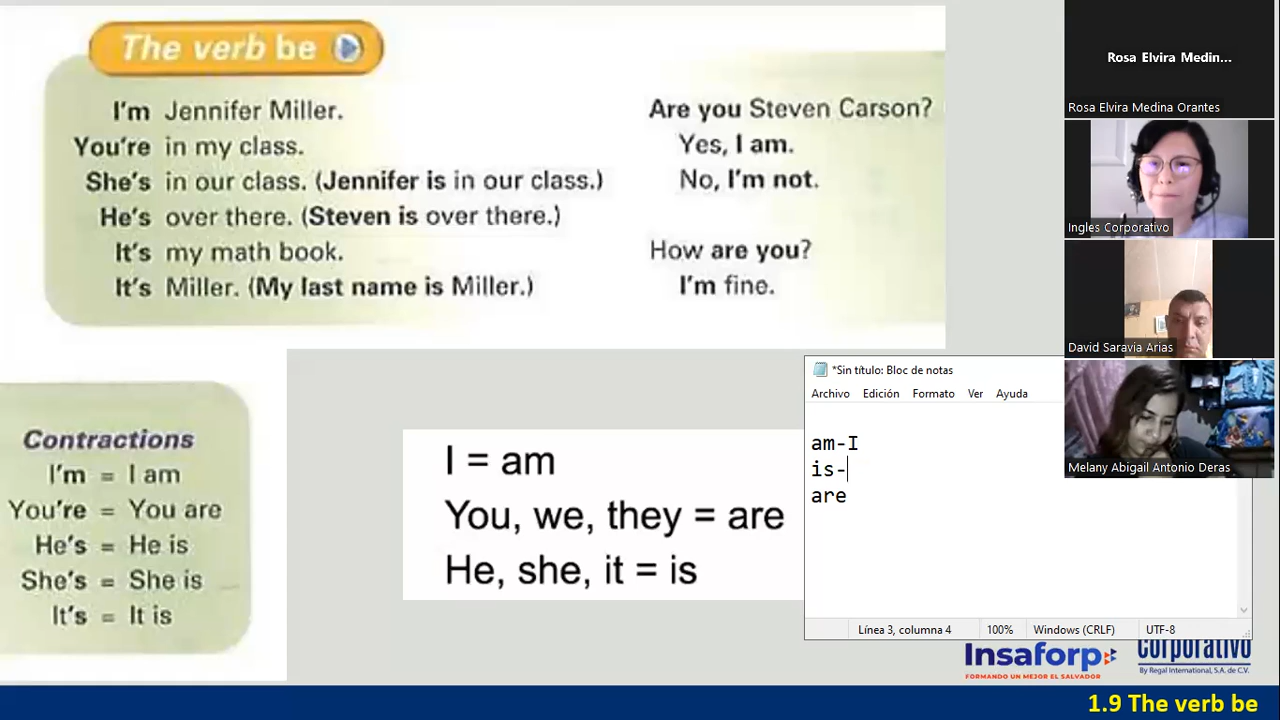 The verb be
I'm Jennifer Miller.
You're in my class.
She's in our class. (Jennifer is in our class.)
He's over there. (Steven is over there.)
It's my math book.
It's Miller. (My last name is Miller.)
Are you Steven Carson?
Yes, I am.
No, I'm not.
How are you?
I'm fine.
Contractions
I'm = I am
You're = You are
He's = He is
She's = She is
It's = It is
I = am
You, we, they = are
He, she, it = is
*Sin título: Bloc de notas
Archivo Edición Formato Ver Ayuda
am-I
is-
are
Línea 3, columna 4 100% Windows (CRLF) UTF-8
Rosa Elvira Medin...
Rosa Elvira Medina Orantes
Ingles Corporativo
David Saravia Arias
Melany Abigail Antonio Deras
Insaforp
FORMANDO UN MEJOR EL SALVADOR
Corporativo
By Regal International, S.A. de C.V.
1.9 The verb be